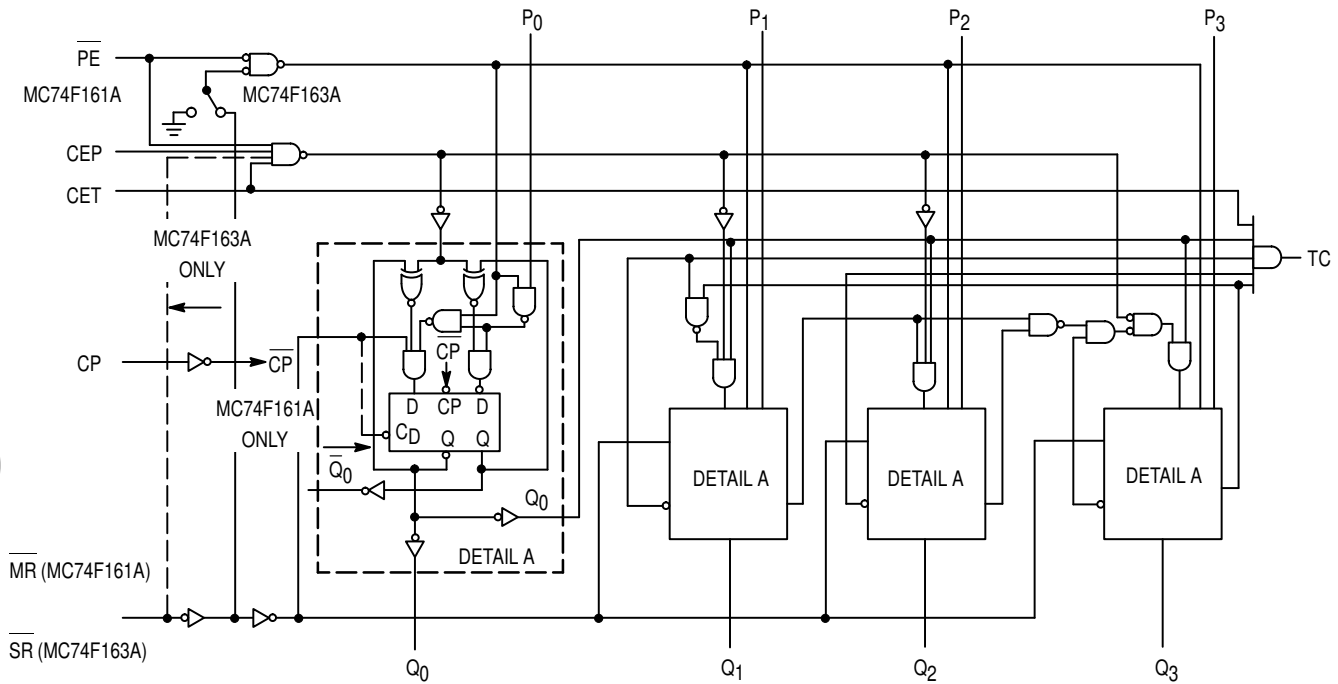 P0 P1 P2 P3
PE
MC74F161A MC74F163A
CEP
CET
MC74F163A
ONLY
TC
CP CP CP
MC74F161A
ONLY
D CP D
CD Q Q
Q0
Q0
DETAIL A
DETAIL A
DETAIL A
DETAIL A
MR (MC74F161A)
SR (MC74F163A)
Q0 Q1 Q2 Q3